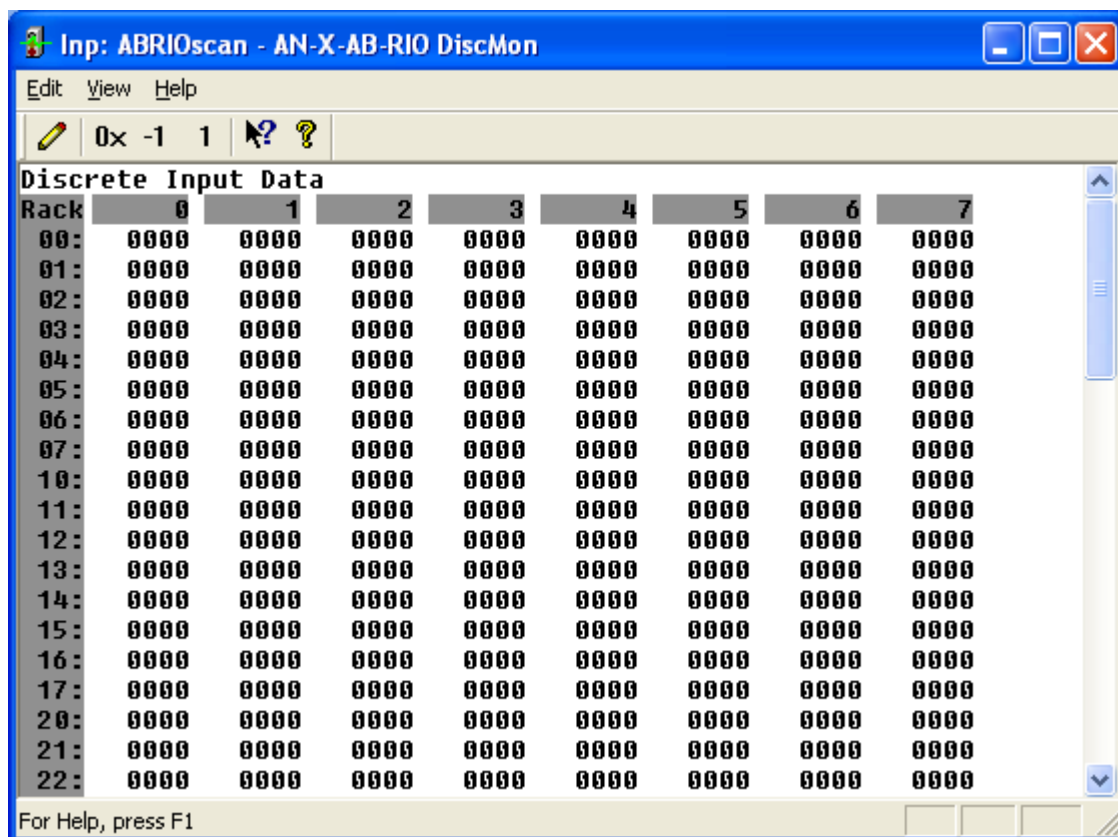 Inp: ABRIOscan - AN-X-AB-RIO DiscMon
Edit View Help
0x -1 1
Discrete Input Data
Rack 0 1 2 3 4 5 6 7
00: 0000 0000 0000 0000 0000 0000 0000 0000
01: 0000 0000 0000 0000 0000 0000 0000 0000
02: 0000 0000 0000 0000 0000 0000 0000 0000
03: 0000 0000 0000 0000 0000 0000 0000 0000
04: 0000 0000 0000 0000 0000 0000 0000 0000
05: 0000 0000 0000 0000 0000 0000 0000 0000
06: 0000 0000 0000 0000 0000 0000 0000 0000
07: 0000 0000 0000 0000 0000 0000 0000 0000
10: 0000 0000 0000 0000 0000 0000 0000 0000
11: 0000 0000 0000 0000 0000 0000 0000 0000
12: 0000 0000 0000 0000 0000 0000 0000 0000
13: 0000 0000 0000 0000 0000 0000 0000 0000
14: 0000 0000 0000 0000 0000 0000 0000 0000
15: 0000 0000 0000 0000 0000 0000 0000 0000
16: 0000 0000 0000 0000 0000 0000 0000 0000
17: 0000 0000 0000 0000 0000 0000 0000 0000
20: 0000 0000 0000 0000 0000 0000 0000 0000
21: 0000 0000 0000 0000 0000 0000 0000 0000
22: 0000 0000 0000 0000 0000 0000 0000 0000
For Help, press F1